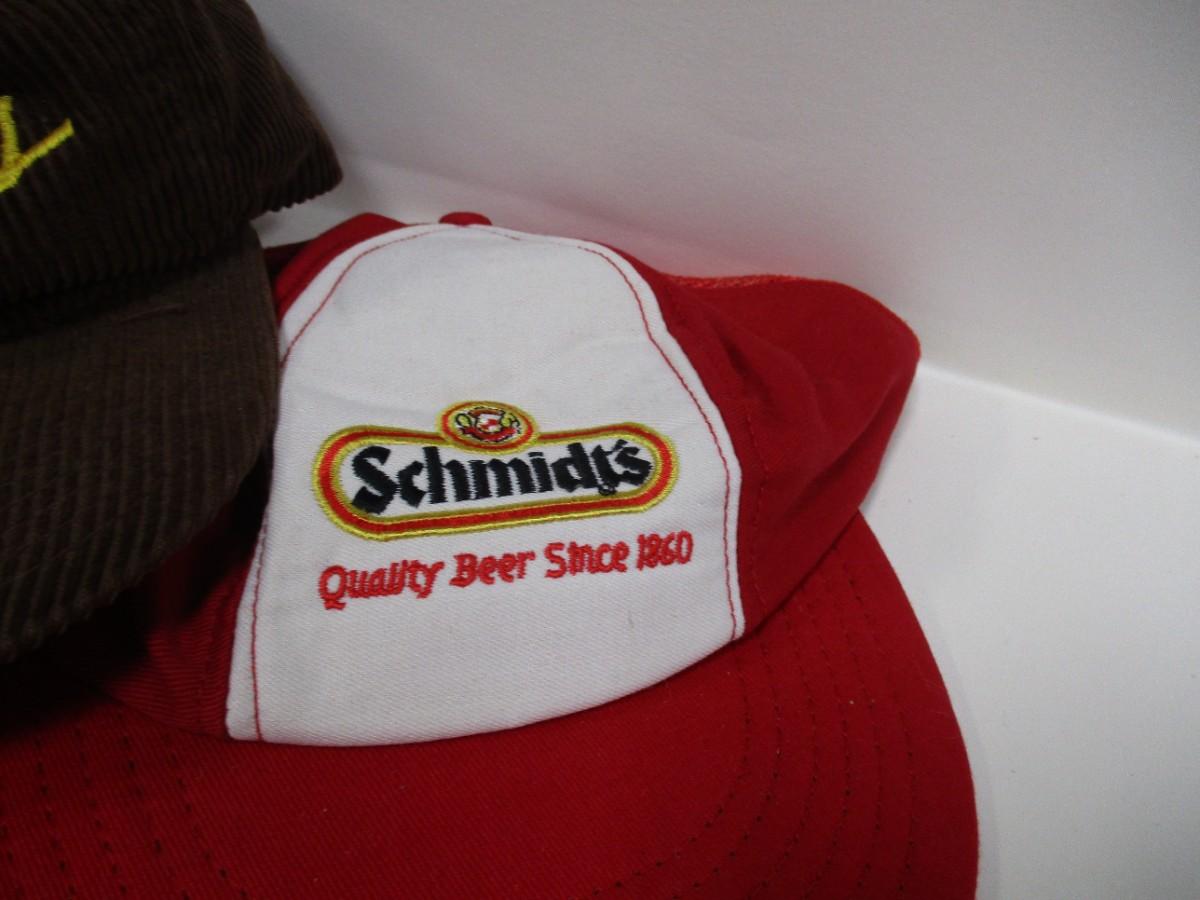 Schmidt's
Quality Beer Since 1860